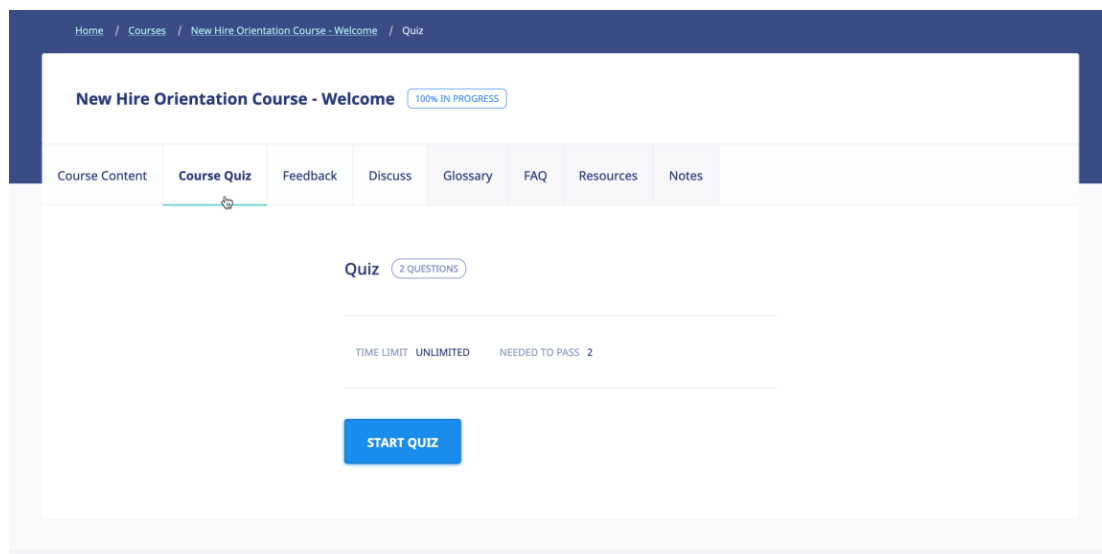 Home / Courses / New Hire Orientation Course - Welcome / Quiz
New Hire Orientation Course - Welcome 100% IN PROGRESS
Course Content Course Quiz Feedback Discuss Glossary FAQ Resources Notes
Quiz 2 QUESTIONS
TIME LIMIT UNLIMITED NEEDED TO PASS 2
START QUIZ